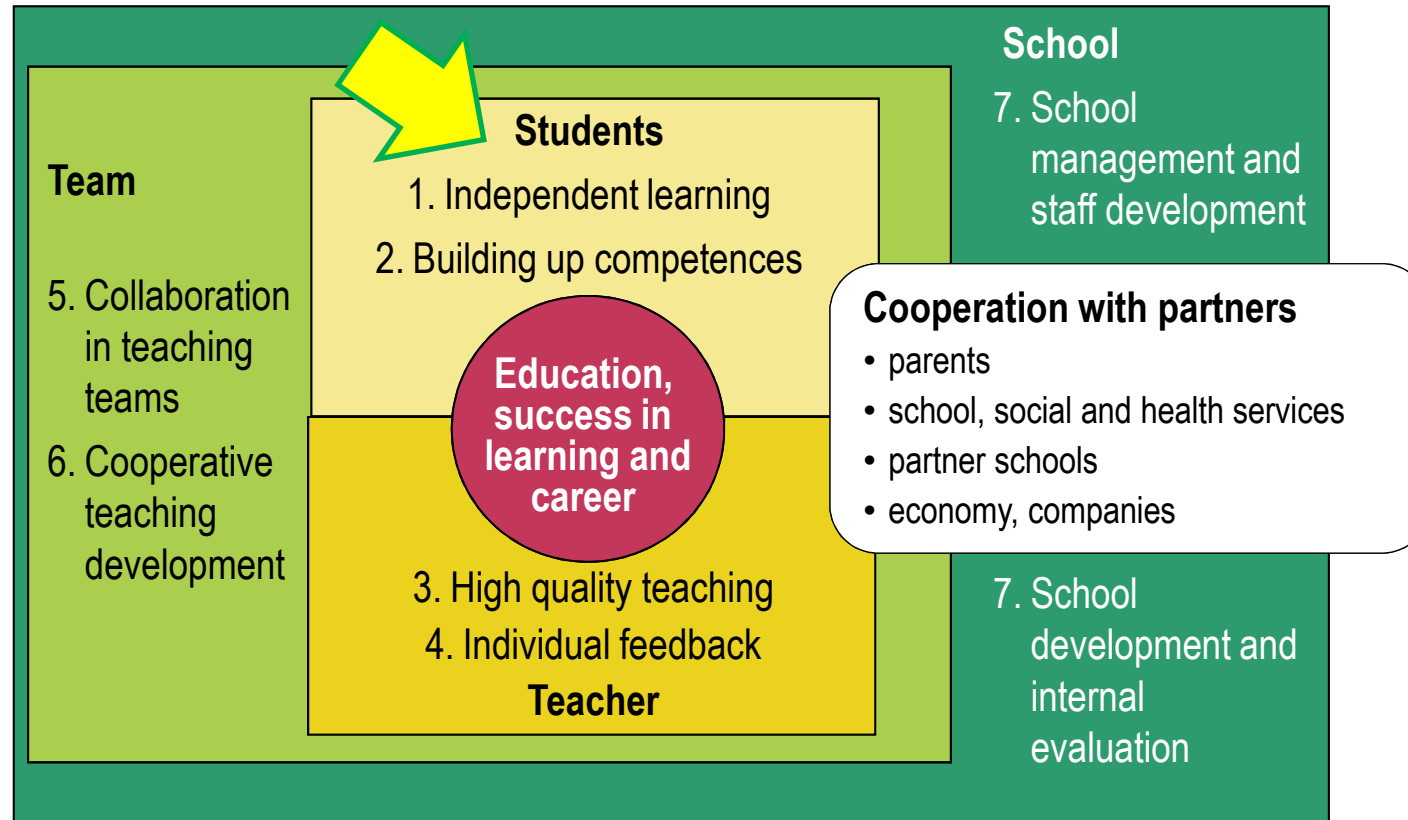 School
7. School
management and
staff development
Team
5. Collaboration
in teaching
teams
6. Cooperative
teaching
development
Students
1. Independent learning
2. Building up competences
Education,
success in
learning and
career
3. High quality teaching
4. Individual feedback
Teacher
Cooperation with partners
• parents
• school, social and health services
• partner schools
• economy, companies
7. School
development and
internal
evaluation